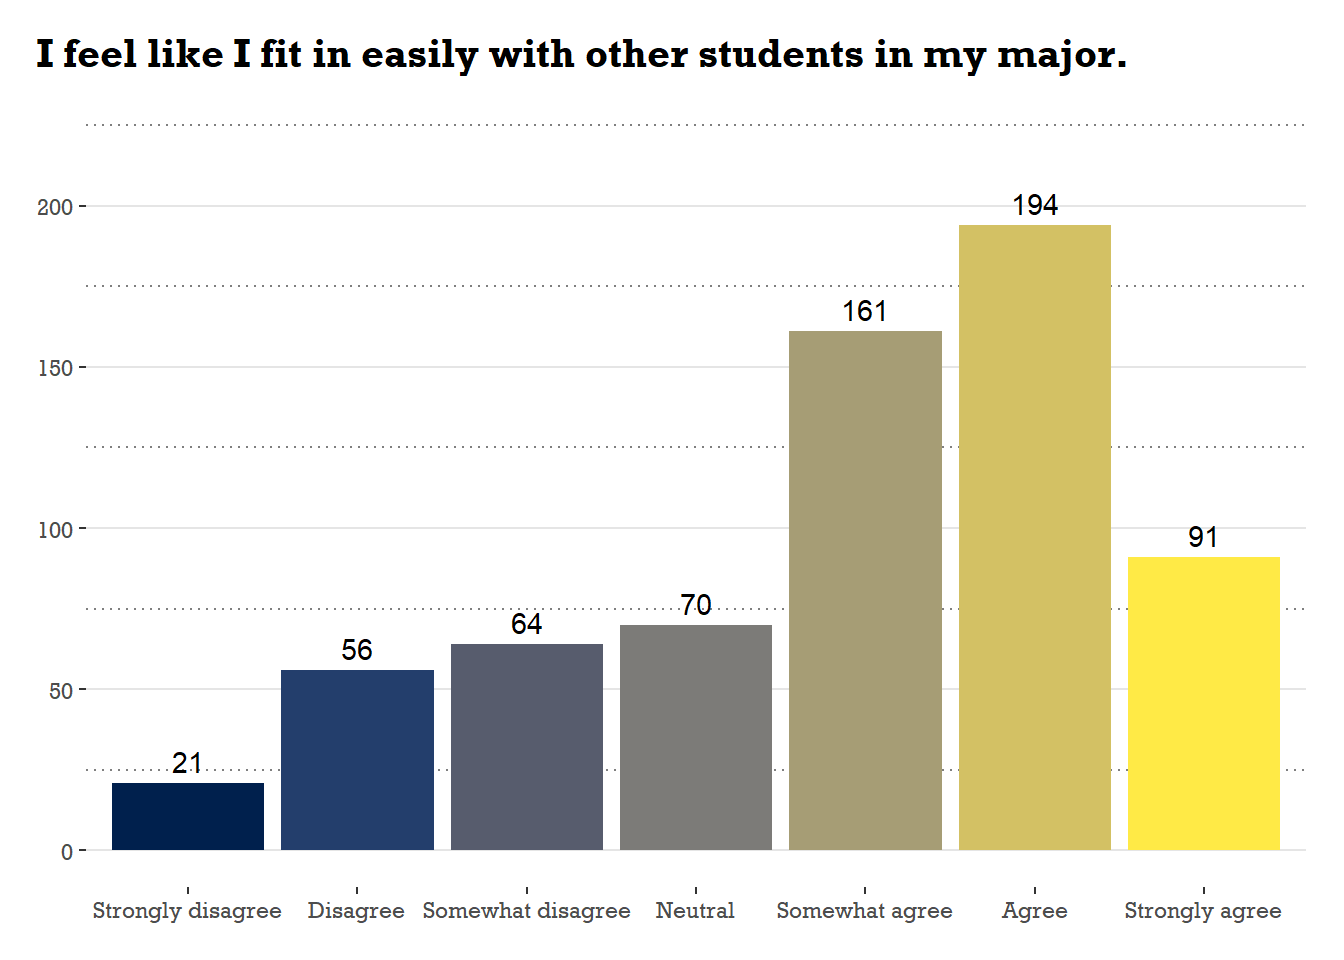 I feel like I fit in easily with other students in my major.
200
150
100
50
0
21
56
64
70
161
194
91
Strongly disagree
Disagree
Somewhat disagree
Neutral
Somewhat agree
Agree
Strongly agree